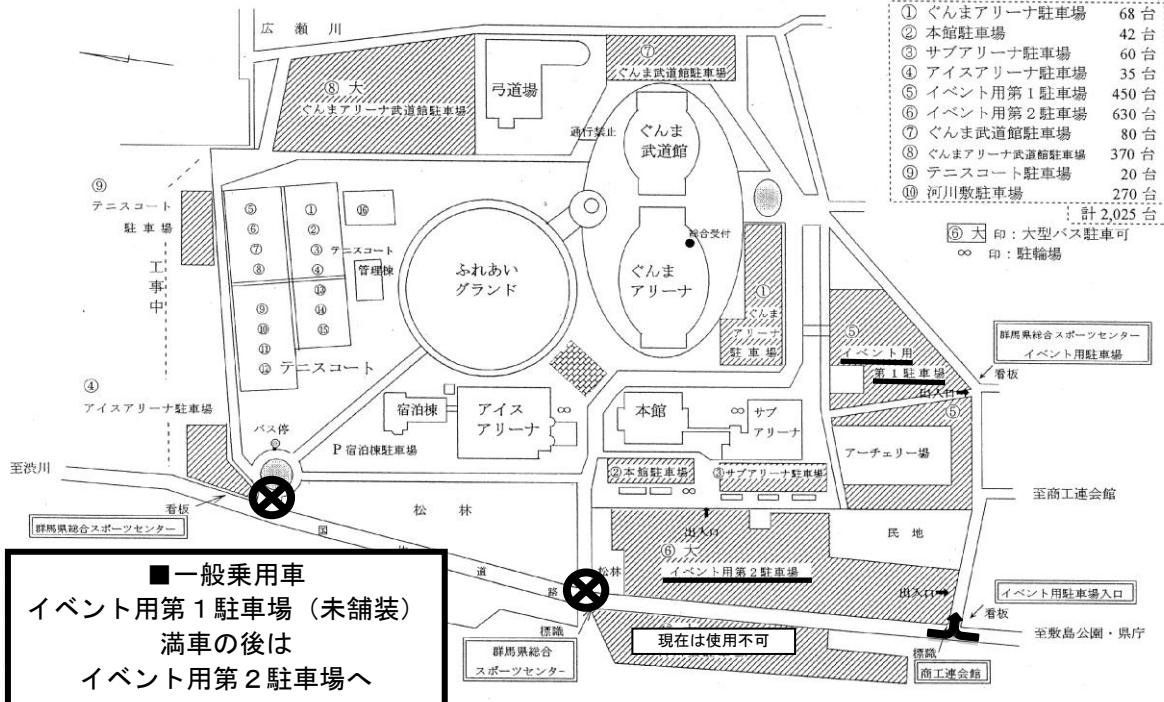 ① ぐんまアリーナ駐車場 68 台
② 本館駐車場 42 台
③ サブアリーナ駐車場 60 台
④ アイスアリーナ駐車場 35 台
⑤ イベント用第1駐車場 450 台
⑥ イベント用第2駐車場 630 台
⑦ ぐんま武道館駐車場 80 台
⑧ ぐんまアリーナ武道館駐車場 370 台
⑨ テニスコート駐車場 20 台
⑩ 河川敷駐車場 270 台
計 2,025 台
⑥ 大 印：大型バス駐車可
∞ 印：駐輪場
広瀬川
⑧ 大
ぐんまアリーナ武道館駐車場
弓道場
⑦
ぐんま武道館駐車場
通行禁止
ぐんま
武道館
⑨
テニスコート
駐車場
工事中
⑤
⑥
⑦
⑧
①
②
③
④
⑯
テニスコート
管理棟
⑬
⑭
⑮
⑨
⑩
⑪
⑫
テニスコート
ふれあい
グランド
総合受付
ぐんま
アリーナ
①
ぐんま
アリーナ
駐車場
⑤
イベント用
第1駐車場
出入口
群馬県総合スポーツセンター
イベント用駐車場
看板
⑤
アーチェリー場
④
アイスアリーナ駐車場
バス停
宿泊棟
P 宿泊棟駐車場
アイス
アリーナ
∞
本館
∞
サブ
アリーナ
②本館駐車場
③サブアリーナ駐車場
∞
至渋川
看板
群馬県総合スポーツセンター
松林
国
道
路
松林
出入口
⑥ 大
イベント用第2駐車場
民地
至商工連会館
出入口
イベント用駐車場入口
看板
至敷島公園・県庁
標識
商工連会館
標識
群馬県総合
スポーツセンター
現在は使用不可
■一般乗用車
イベント用第１駐車場（未舗装）
満車の後は
イベント用第２駐車場へ